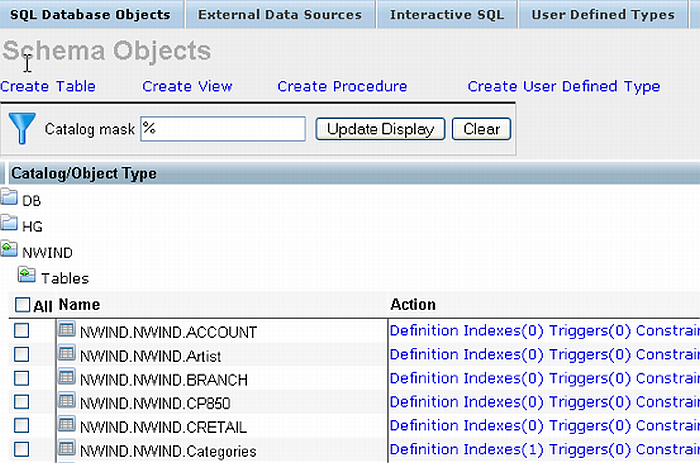 SQL Database Objects External Data Sources Interactive SQL User Defined Types
Schema Objects
Create Table Create View Create Procedure Create User Defined Type
Catalog mask % Update Display Clear
Catalog/Object Type
DB
HG
NWIND
Tables
All Name Action
NWIND.NWIND.ACCOUNT Definition Indexes(0) Triggers(0) Constrain
NWIND.NWIND.Artist Definition Indexes(0) Triggers(0) Constrain
NWIND.NWIND.BRANCH Definition Indexes(0) Triggers(0) Constrain
NWIND.NWIND.CP850 Definition Indexes(0) Triggers(0) Constrain
NWIND.NWIND.CRETAIL Definition Indexes(0) Triggers(0) Constrain
NWIND.NWIND.Categories Definition Indexes(1) Triggers(0) Constrain